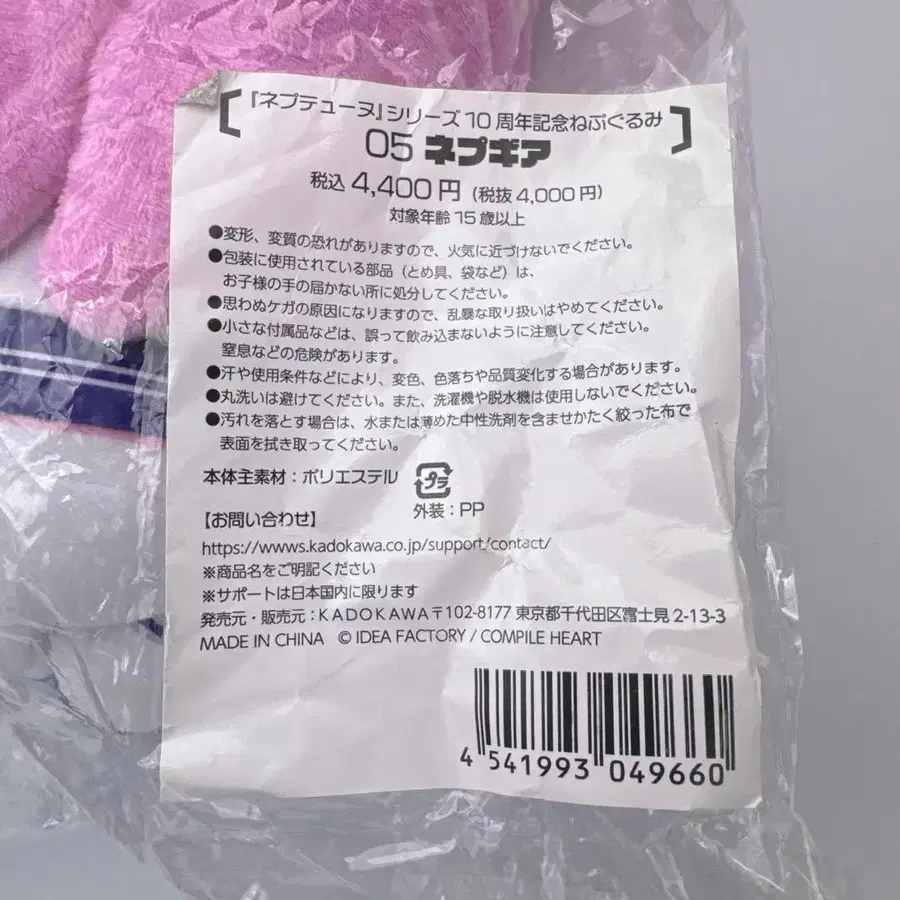 『ネプテューヌ』シリーズ10周年記念ねぷぐるみ
05 ネプギア
税込 4,400円（税抜 4,000円）
対象年齢 15歳以上
●変形、変質の恐れがありますので、火気に近づけないでください。
●包装に使用されている部品（とめ具、袋など）は、
お子様の手の届かない所に処分してください。
●思わぬケガの原因になりますので、乱暴な取り扱いはやめてください。
●小さな付属品などは、誤って飲み込まないように注意してください。
窒息などの危険があります。
●汗や使用条件などにより、変色、色落ちや品質変化する場合があります。
●丸洗いは避けてください。また、洗濯機や脱水機は使用しないでください。
●汚れを落とす場合は、水または薄めた中性洗剤を含ませかたく絞った布で
表面を拭き取ってください。
本体主素材：ポリエステル
プラ
外装：PP
【お問い合わせ】
https://wwws.kadokawa.co.jp/support/contact/
※商品名をご明記ください
※サポートは日本国内に限ります
発売元・販売元：KADOKAWA 〒102-8177 東京都千代田区富士見 2-13-3
MADE IN CHINA © IDEA FACTORY / COMPILE HEART
4 541993 049660